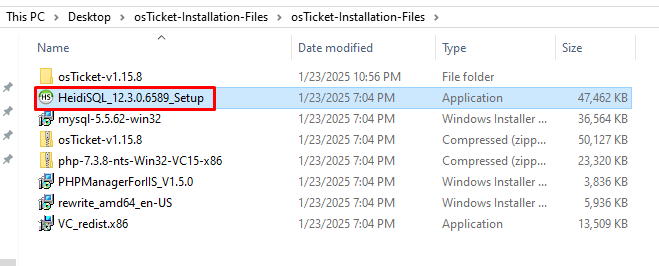 This PC > Desktop > osTicket-Installation-Files > osTicket-Installation-Files >
Name Date modified Type Size
osTicket-v1.15.8 1/23/2025 10:56 PM File folder
HeidiSQL_12.3.0.6589_Setup 1/23/2025 7:04 PM Application 47,462 KB
mysql-5.5.62-win32 1/23/2025 7:04 PM Windows Installer ... 36,564 KB
osTicket-v1.15.8 1/23/2025 7:04 PM Compressed (zipp... 50,127 KB
php-7.3.8-nts-Win32-VC15-x86 1/23/2025 7:04 PM Compressed (zipp... 23,320 KB
PHPManagerForIIS_V1.5.0 1/23/2025 7:04 PM Windows Installer ... 3,836 KB
rewrite_amd64_en-US 1/23/2025 7:04 PM Windows Installer ... 5,936 KB
VC_redist.x86 1/23/2025 7:04 PM Application 13,509 KB